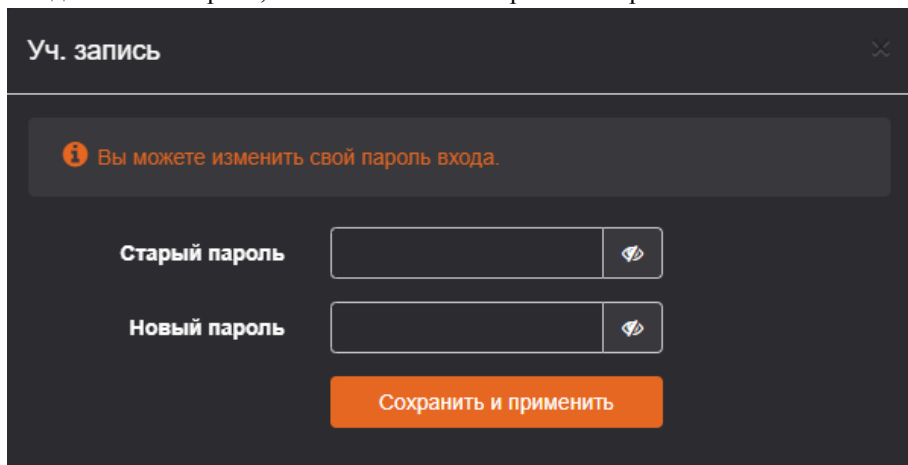 Уч. запись
Вы можете изменить свой пароль входа.
Старый пароль
Новый пароль
Сохранить и применить